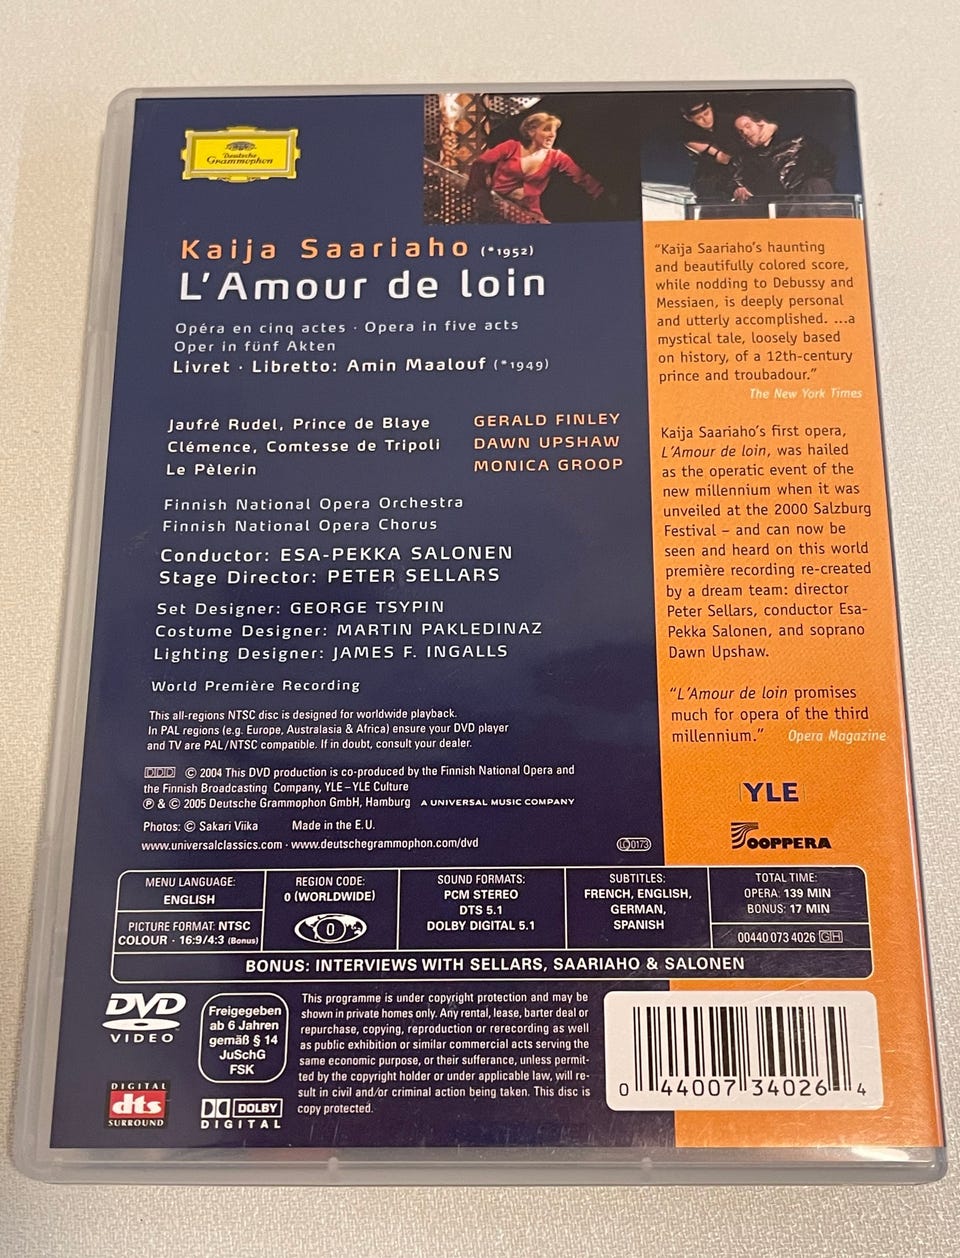 Deutsche
Grammophon
Kaija Saariaho (*1952)
L'Amour de loin
Opéra en cinq actes · Opera in five acts
Oper in fünf Akten
Livret · Libretto: Amin Maalouf (*1949)
Jaufré Rudel, Prince de Blaye GERALD FINLEY
Clémence, Comtesse de Tripoli DAWN UPSHAW
Le Pèlerin MONICA GROOP
Finnish National Opera Orchestra
Finnish National Opera Chorus
Conductor: ESA-PEKKA SALONEN
Stage Director: PETER SELLARS
Set Designer: GEORGE TSYPIN
Costume Designer: MARTIN PAKLEDINAZ
Lighting Designer: JAMES F. INGALLS
World Première Recording
This all-regions NTSC disc is designed for worldwide playback.
In PAL regions (e.g. Europe, Australasia & Africa) ensure your DVD player
and TV are PAL/NTSC compatible. If in doubt, consult your dealer.
DDD © 2004 This DVD production is co-produced by the Finnish National Opera and
the Finnish Broadcasting Company, YLE – YLE Culture
℗ & © 2005 Deutsche Grammophon GmbH, Hamburg A UNIVERSAL MUSIC COMPANY
Photos: © Sakari Viika Made in the E.U.
www.universalclassics.com · www.deutschegrammophon.com/dvd
LC 0173
"Kaija Saariaho's haunting
and beautifully colored score,
while nodding to Debussy and
Messiaen, is deeply personal
and utterly accomplished. ...a
mystical tale, loosely based
on history, of a 12th-century
prince and troubadour."
The New York Times
Kaija Saariaho's first opera,
L'Amour de loin, was hailed
as the operatic event of the
new millennium when it was
unveiled at the 2000 Salzburg
Festival – and can now be
seen and heard on this world
première recording re-created
by a dream team: director
Peter Sellars, conductor Esa-
Pekka Salonen, and soprano
Dawn Upshaw.
"L'Amour de loin promises
much for opera of the third
millennium." Opera Magazine
YLE
OOPPERA
MENU LANGUAGE:
ENGLISH
PICTURE FORMAT: NTSC
COLOUR · 16:9/4:3 (Bonus)
REGION CODE:
0 (WORLDWIDE)
0
SOUND FORMATS:
PCM STEREO
DTS 5.1
DOLBY DIGITAL 5.1
SUBTITLES:
FRENCH, ENGLISH,
GERMAN,
SPANISH
TOTAL TIME:
OPERA: 139 MIN
BONUS: 17 MIN
00440 073 4026 GH
BONUS: INTERVIEWS WITH SELLARS, SAARIAHO & SALONEN
DVD
VIDEO
Freigegeben
ab 6 Jahren
gemäß § 14
JuSchG
FSK
DIGITAL
dts
SURROUND
DOLBY
DIGITAL
This programme is under copyright protection and may be
shown in private homes only. Any rental, lease, barter deal or
repurchase, copying, reproduction or rerecording as well
as public exhibition or similar commercial acts serving the
same economic purpose, or their sufferance, unless permit-
ted by the copyright holder or under applicable law, will re-
sult in civil and/or criminal action being taken. This disc is
copy protected.
0 44007 34026 4